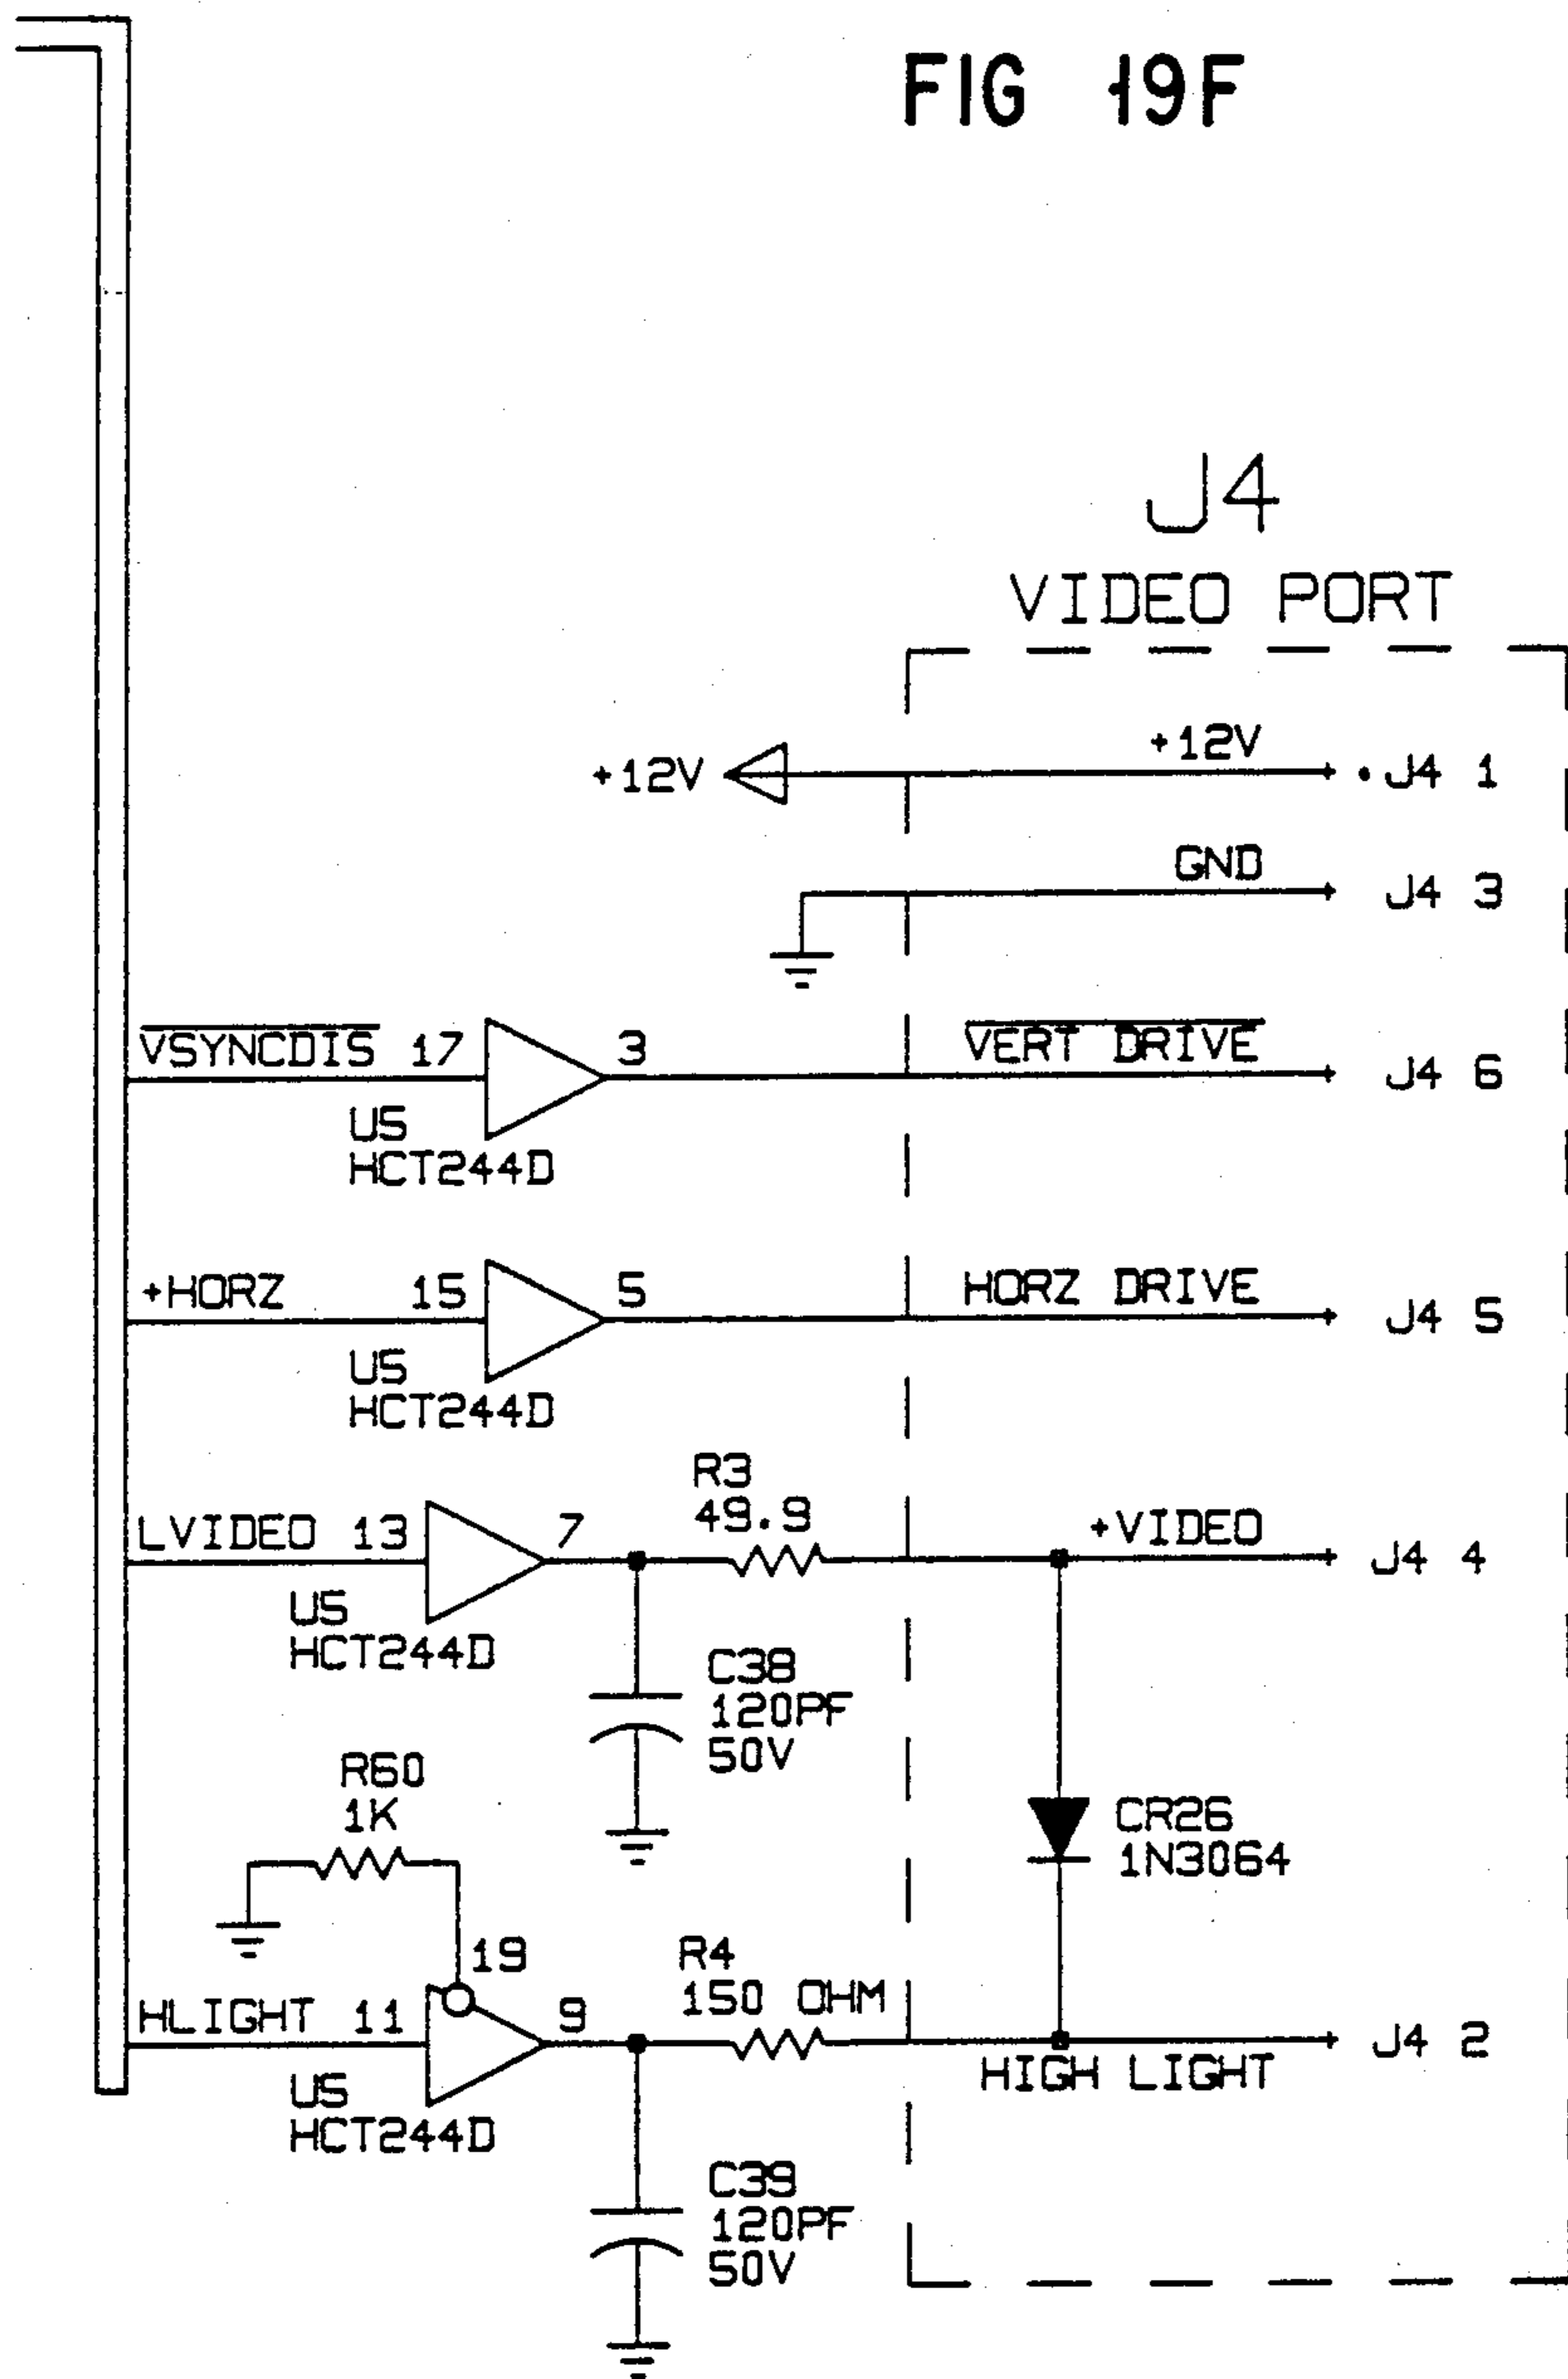 FIG 19F
J4
VIDEO PORT
+12V
+12V
J4 1
GND
J4 3
VSYNCDIS 17
3
VERT DRIVE
J4 6
U5
HCT244D
+HORZ 15
5
HORZ DRIVE
J4 5
U5
HCT244D
R3
49.9
LVIDEO 13
7
+VIDEO
J4 4
U5
HCT244D
C38
120PF
50V
R60
1K
CR26
1N3064
19
R4
150 OHM
HLIGHT 11
9
HIGH LIGHT
J4 2
U5
HCT244D
C39
120PF
50V